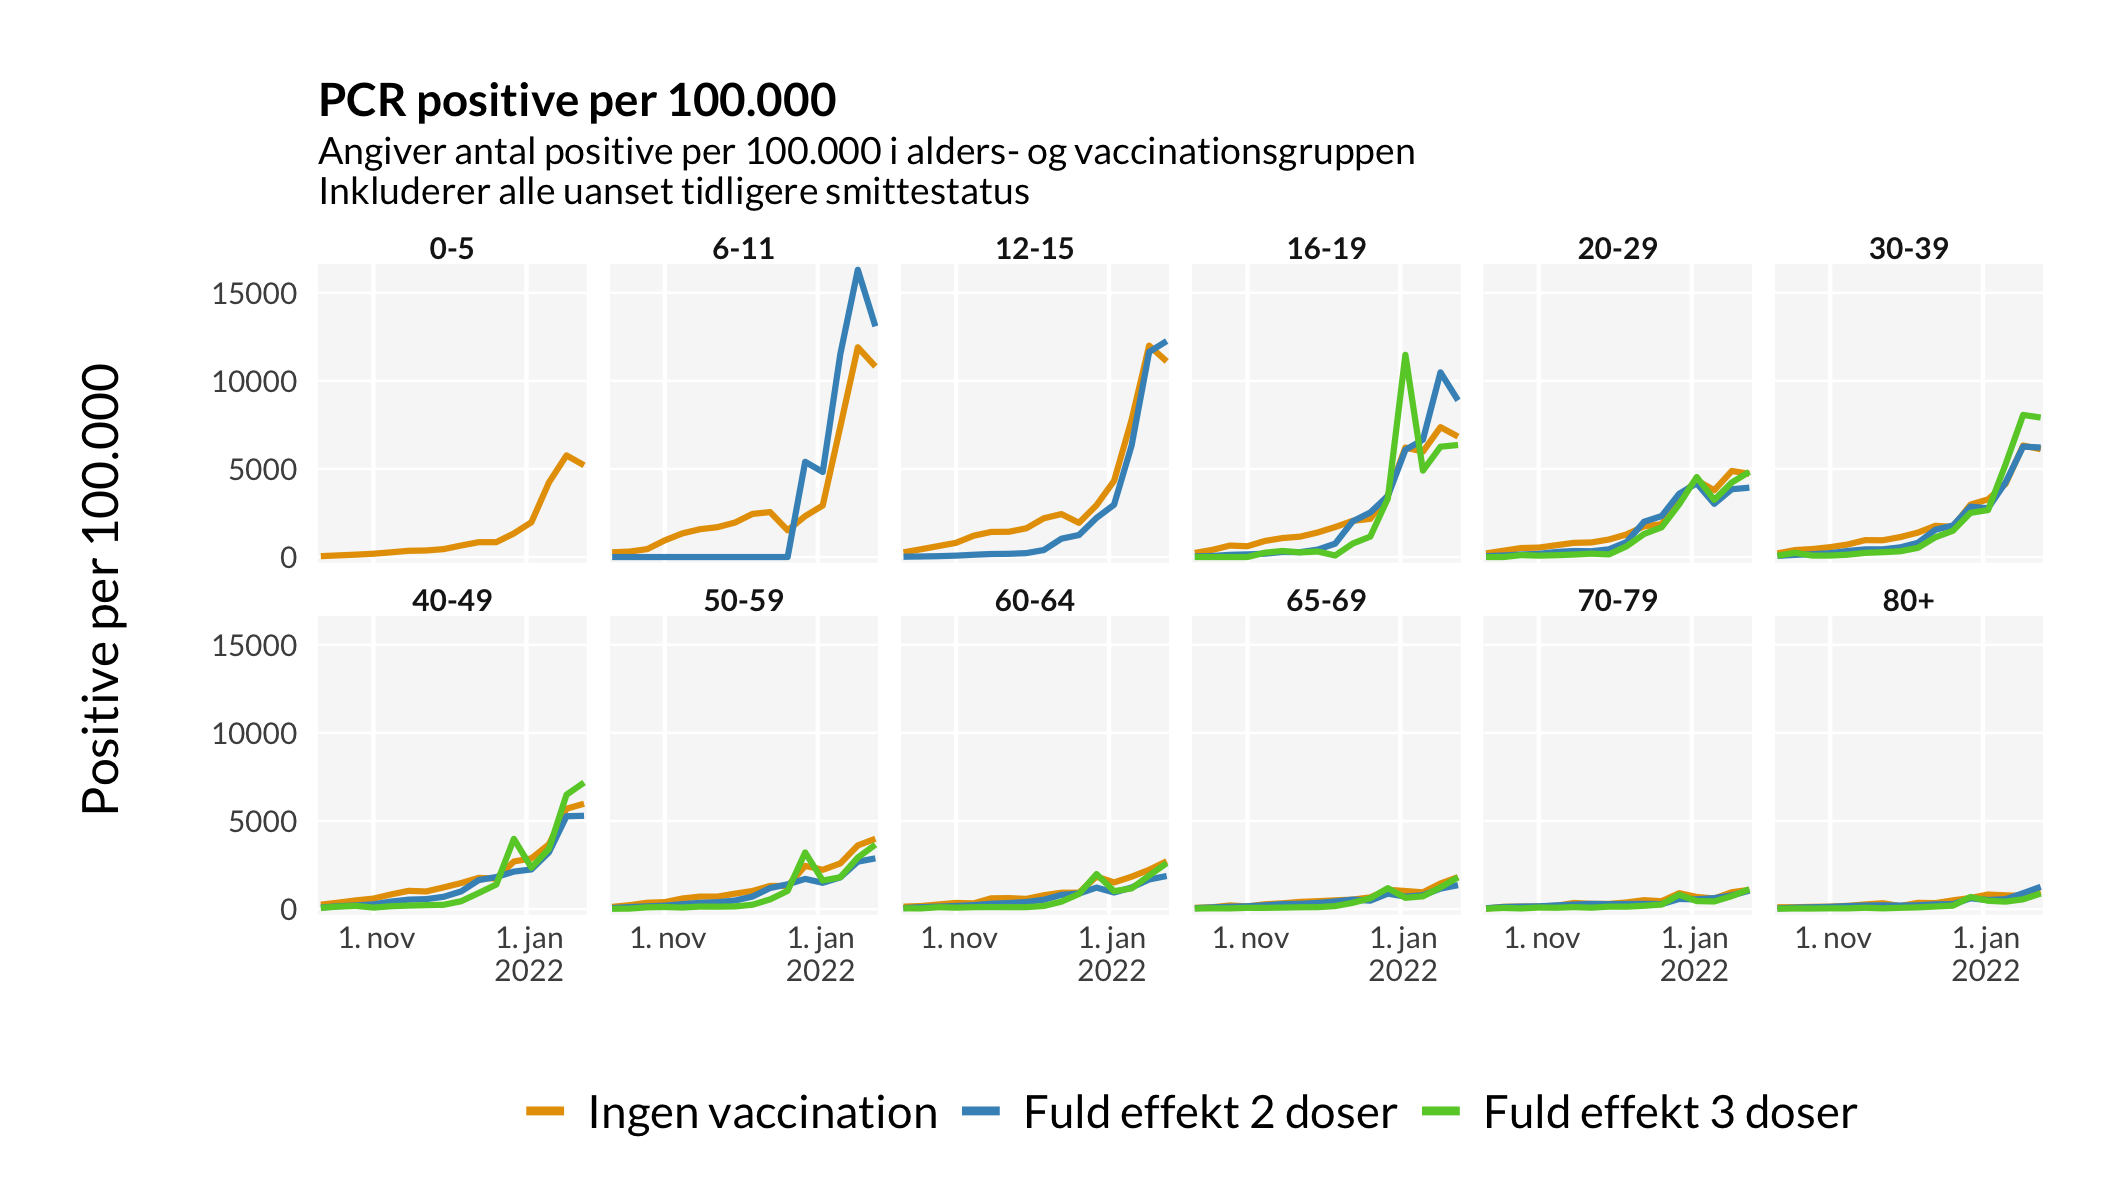 PCR positive per 100.000
Angiver antal positive per 100.000 i alders- og vaccinationsgruppen
Inkluderer alle uanset tidligere smittestatus
Positive per 100.000
0-5 6-11 12-15 16-19 20-29 30-39
15000
10000
5000
0
40-49 50-59 60-64 65-69 70-79 80+
15000
10000
5000
0
1. nov 1. jan 1. nov 1. jan 1. nov 1. jan 1. nov 1. jan 1. nov 1. jan 1. nov 1. jan
2022 2022 2022 2022 2022 2022
Ingen vaccination Fuld effekt 2 doser Fuld effekt 3 doser